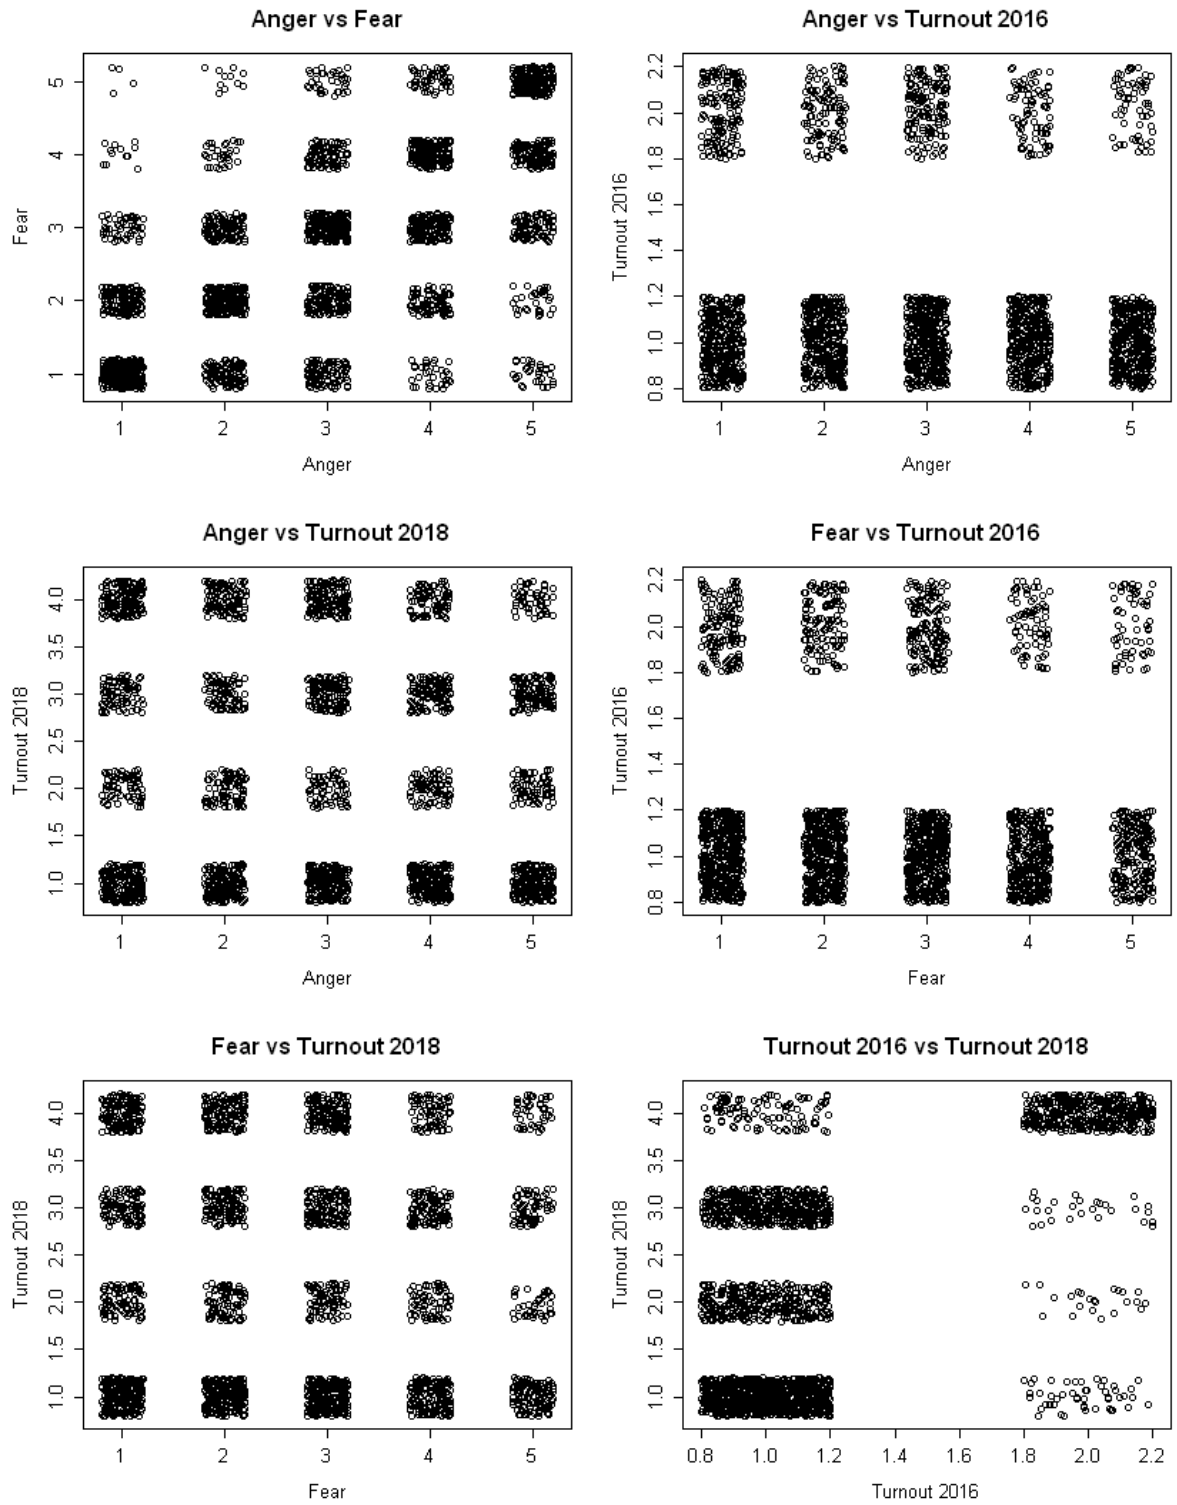 Anger vs Fear
5
4
3
2
1
Fear
1 2 3 4 5
Anger
Anger vs Turnout 2016
2.2
2.0
1.8
1.6
1.4
1.2
1.0
0.8
Turnout 2016
1 2 3 4 5
Anger
Anger vs Turnout 2018
4.0
3.5
3.0
2.5
2.0
1.5
1.0
Turnout 2018
1 2 3 4 5
Anger
Fear vs Turnout 2016
2.2
2.0
1.8
1.6
1.4
1.2
1.0
0.8
Turnout 2016
1 2 3 4 5
Fear
Fear vs Turnout 2018
4.0
3.5
3.0
2.5
2.0
1.5
1.0
Turnout 2018
1 2 3 4 5
Fear
Turnout 2016 vs Turnout 2018
4.0
3.5
3.0
2.5
2.0
1.5
1.0
Turnout 2018
0.8 1.0 1.2 1.4 1.6 1.8 2.0 2.2
Turnout 2016